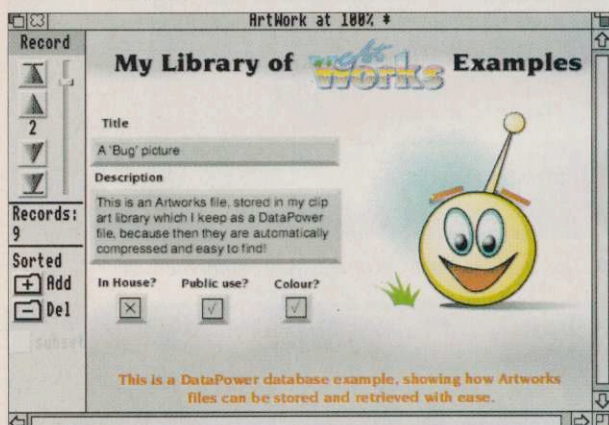 ArtWork at 100% *
Record
2
Records:
9
Sorted
Add
Del
subset
My Library of Art Works Examples
Title
A 'Bug' picture
Description
This is an Artworks file, stored in my clip
art library which I keep as a DataPower
file, because then they are automatically
compressed and easy to find!
In House? Public use? Colour?
This is a DataPower database example, showing how Artworks
files can be stored and retrieved with ease.